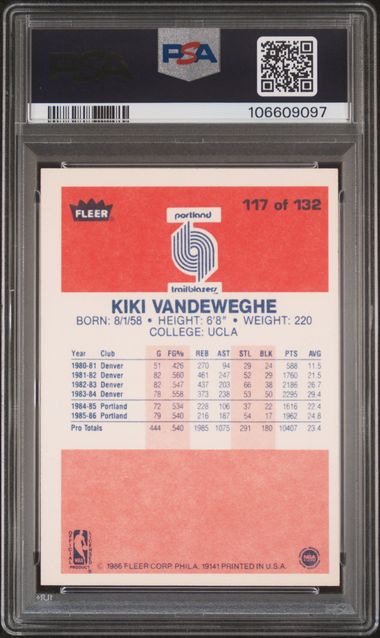 PSA
PSA
106609097
FLEER
portland
trailblazers
117 of 132
KIKI VANDEWEGHE
BORN: 8/1/58 • HEIGHT: 6'8" • WEIGHT: 220
COLLEGE: UCLA
Year Club G FG% REB AST STL BLK PTS AVG
1980-81 Denver 51 .426 270 94 29 24 588 11.5
1981-82 Denver 82 .560 461 247 52 29 1760 21.5
1982-83 Denver 82 .547 437 203 66 38 2186 26.7
1983-84 Denver 78 .558 373 238 53 50 2295 29.4
1984-85 Portland 72 .534 228 106 37 22 1616 22.4
1985-86 Portland 79 .540 216 187 54 17 1962 24.8
Pro Totals 444 .540 1985 1075 291 180 10407 23.4
NBA
© 1986 FLEER CORP. PHILA. 19141 PRINTED IN U.S.A.